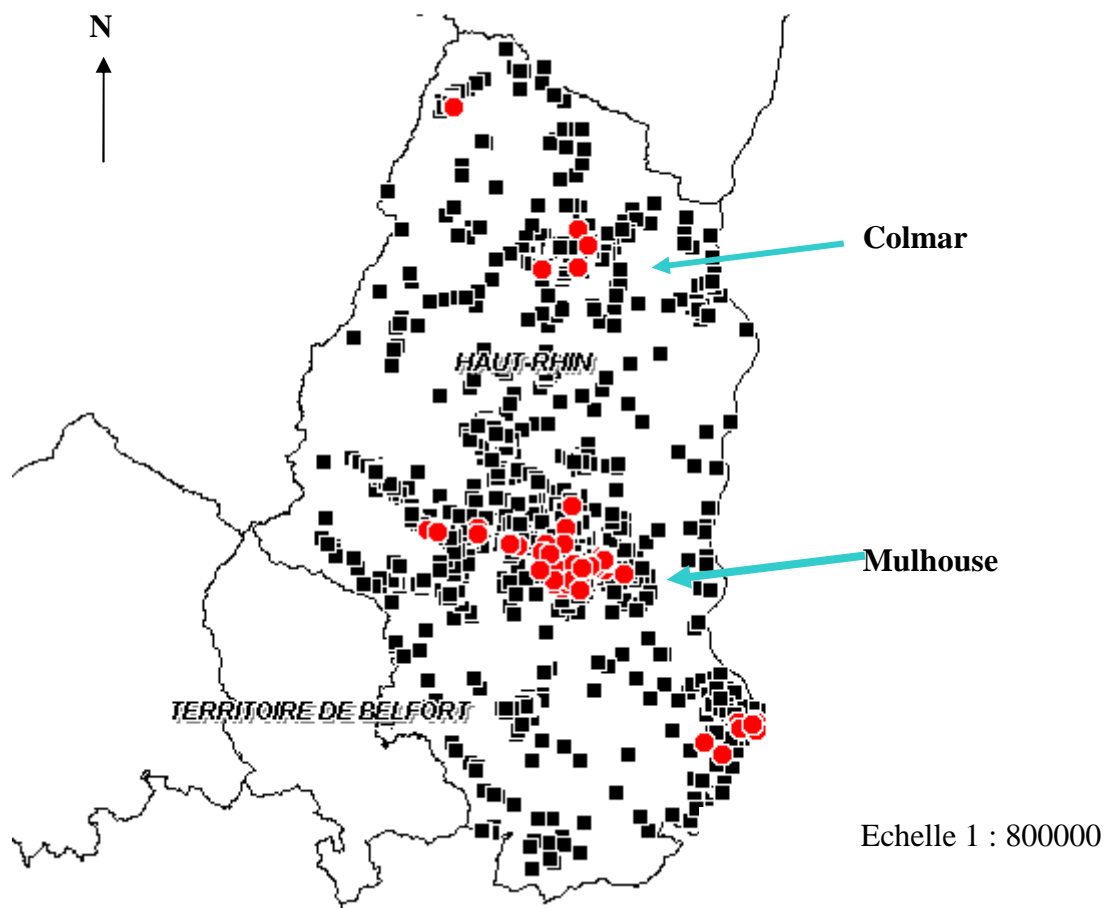 N
Colmar
HAUT-RHIN
Mulhouse
TERRITOIRE DE BELFORT
Echelle 1 : 800000